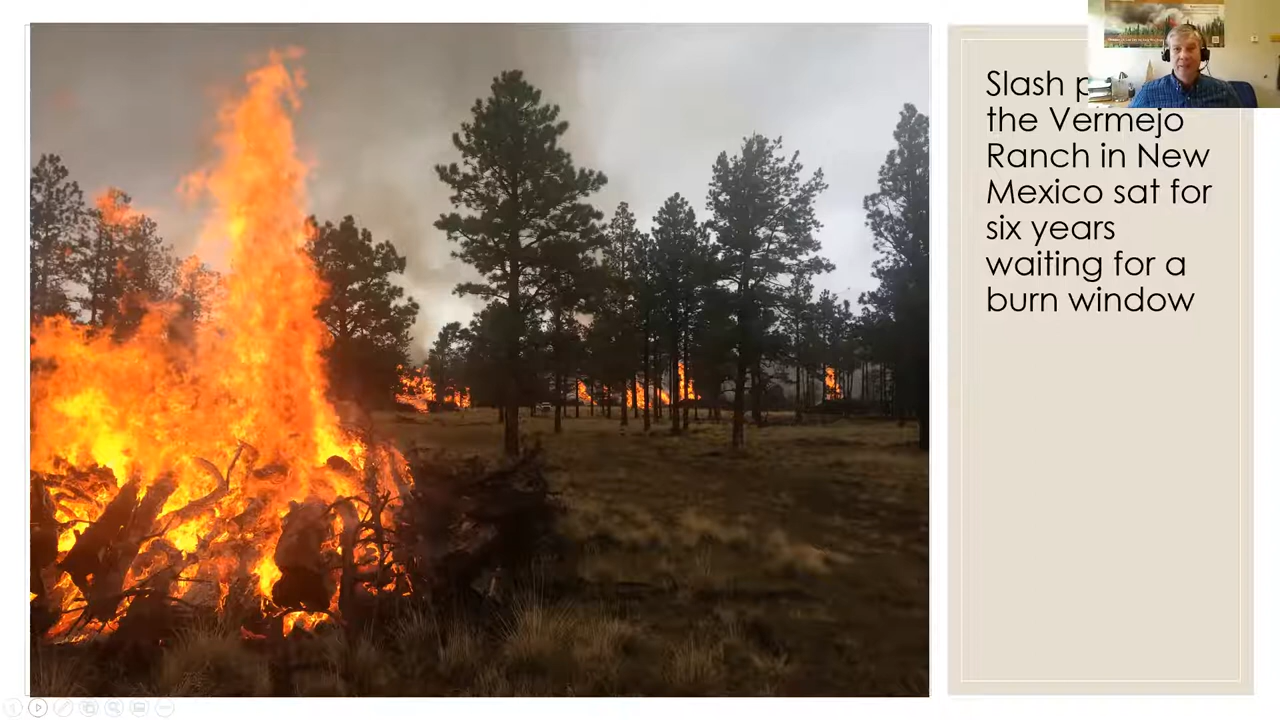 Slash p
the Vermejo
Ranch in New
Mexico sat for
six years
waiting for a
burn window